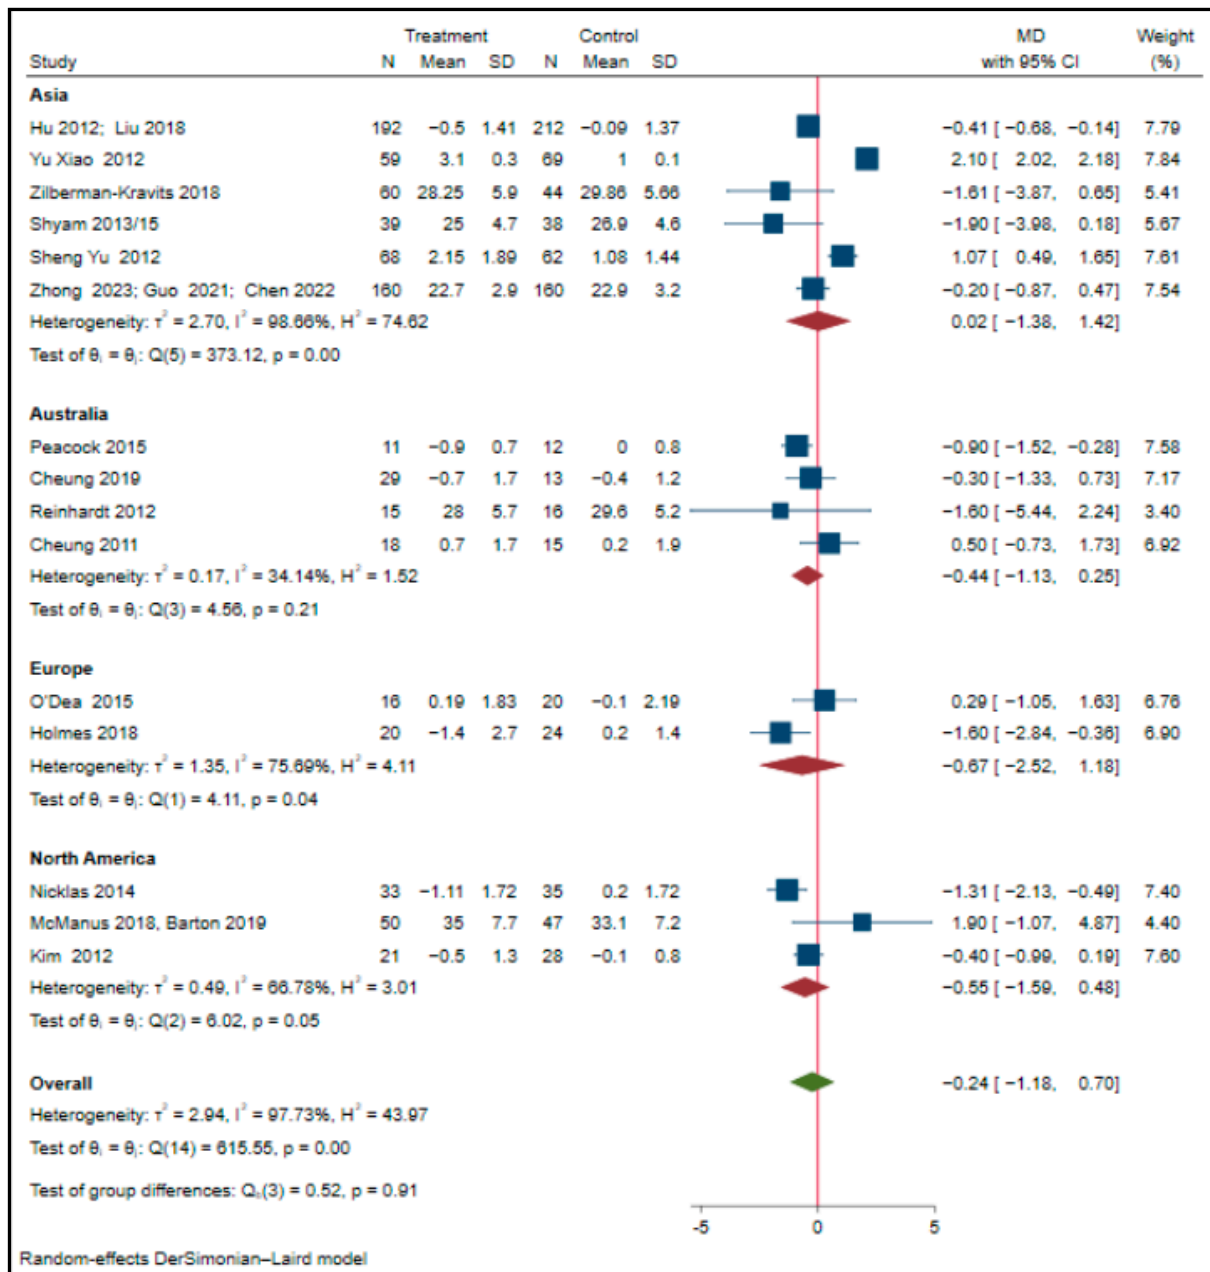 Treatment Control MD Weight
Study N Mean SD N Mean SD with 95% CI (%)
Asia
Hu 2012; Liu 2018 192 −0.5 1.41 212 −0.09 1.37 −0.41 [ −0.68, −0.14] 7.79
Yu Xiao 2012 59 3.1 0.3 69 1 0.1 2.10 [ 2.02, 2.18] 7.84
Zilberman-Kravits 2018 60 28.25 5.9 44 29.86 5.66 −1.61 [ −3.87, 0.65] 5.41
Shyam 2013/15 39 25 4.7 38 26.9 4.6 −1.90 [ −3.98, 0.18] 5.67
Sheng Yu 2012 68 2.15 1.89 62 1.08 1.44 1.07 [ 0.49, 1.65] 7.61
Zhong 2023; Guo 2021; Chen 2022 160 22.7 2.9 160 22.9 3.2 −0.20 [ −0.87, 0.47] 7.54
Heterogeneity: τ² = 2.70, I² = 98.66%, H² = 74.62 0.02 [ −1.38, 1.42]
Test of θᵢ = θⱼ: Q(5) = 373.12, p = 0.00
Australia
Peacock 2015 11 −0.9 0.7 12 0 0.8 −0.90 [ −1.52, −0.28] 7.58
Cheung 2019 29 −0.7 1.7 13 −0.4 1.2 −0.30 [ −1.33, 0.73] 7.17
Reinhardt 2012 15 28 5.7 16 29.6 5.2 −1.60 [ −5.44, 2.24] 3.40
Cheung 2011 18 0.7 1.7 15 0.2 1.9 0.50 [ −0.73, 1.73] 6.92
Heterogeneity: τ² = 0.17, I² = 34.14%, H² = 1.52 −0.44 [ −1.13, 0.25]
Test of θᵢ = θⱼ: Q(3) = 4.56, p = 0.21
Europe
O'Dea 2015 16 0.19 1.83 20 −0.1 2.19 0.29 [ −1.05, 1.63] 6.76
Holmes 2018 20 −1.4 2.7 24 0.2 1.4 −1.60 [ −2.84, −0.36] 6.90
Heterogeneity: τ² = 1.35, I² = 75.69%, H² = 4.11 −0.67 [ −2.52, 1.18]
Test of θᵢ = θⱼ: Q(1) = 4.11, p = 0.04
North America
Nicklas 2014 33 −1.11 1.72 35 0.2 1.72 −1.31 [ −2.13, −0.49] 7.40
McManus 2018, Barton 2019 50 35 7.7 47 33.1 7.2 1.90 [ −1.07, 4.87] 4.40
Kim 2012 21 −0.5 1.3 28 −0.1 0.8 −0.40 [ −0.99, 0.19] 7.60
Heterogeneity: τ² = 0.49, I² = 66.78%, H² = 3.01 −0.55 [ −1.59, 0.48]
Test of θᵢ = θⱼ: Q(2) = 6.02, p = 0.05
Overall −0.24 [ −1.18, 0.70]
Heterogeneity: τ² = 2.94, I² = 97.73%, H² = 43.97
Test of θᵢ = θⱼ: Q(14) = 615.55, p = 0.00
Test of group differences: Q_b(3) = 0.52, p = 0.91
-5 0 5
Random-effects DerSimonian–Laird model